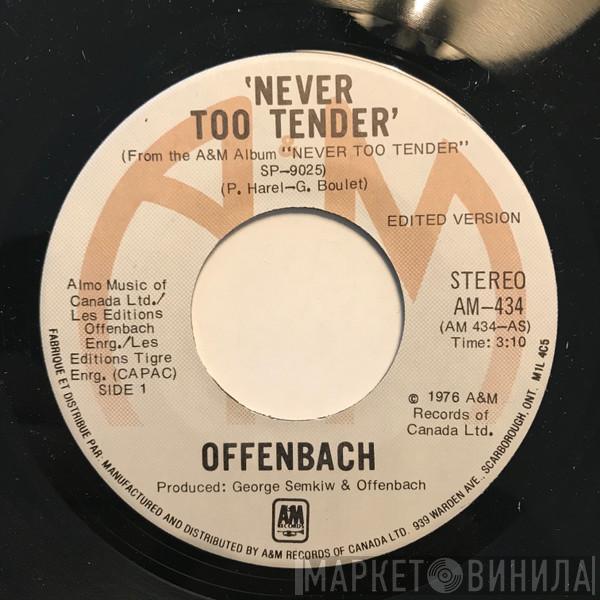 'NEVER
TOO TENDER'
(From the A&M Album "NEVER TOO TENDER"
SP-9025)
(P. Harel-G. Boulet)
EDITED VERSION
Almo Music of
Canada Ltd./
Les Editions
Offenbach
Enrg./Les
Editions Tigre
Enrg. (CAPAC)
SIDE 1
STEREO
AM-434
(AM 434-AS)
Time: 3:10
© 1976 A&M
Records of
Canada Ltd.
OFFENBACH
Produced: George Semkiw & Offenbach
A&M
RECORDS
FABRIQUE ET DISTRIBUE PAR: MANUFACTURED AND DISTRIBUTED BY A&M RECORDS OF CANADA LTD. 939 WARDEN AVE., SCARBOROUGH, ONT. M1L 4C5
МАРКЕТ ВИНИЛА